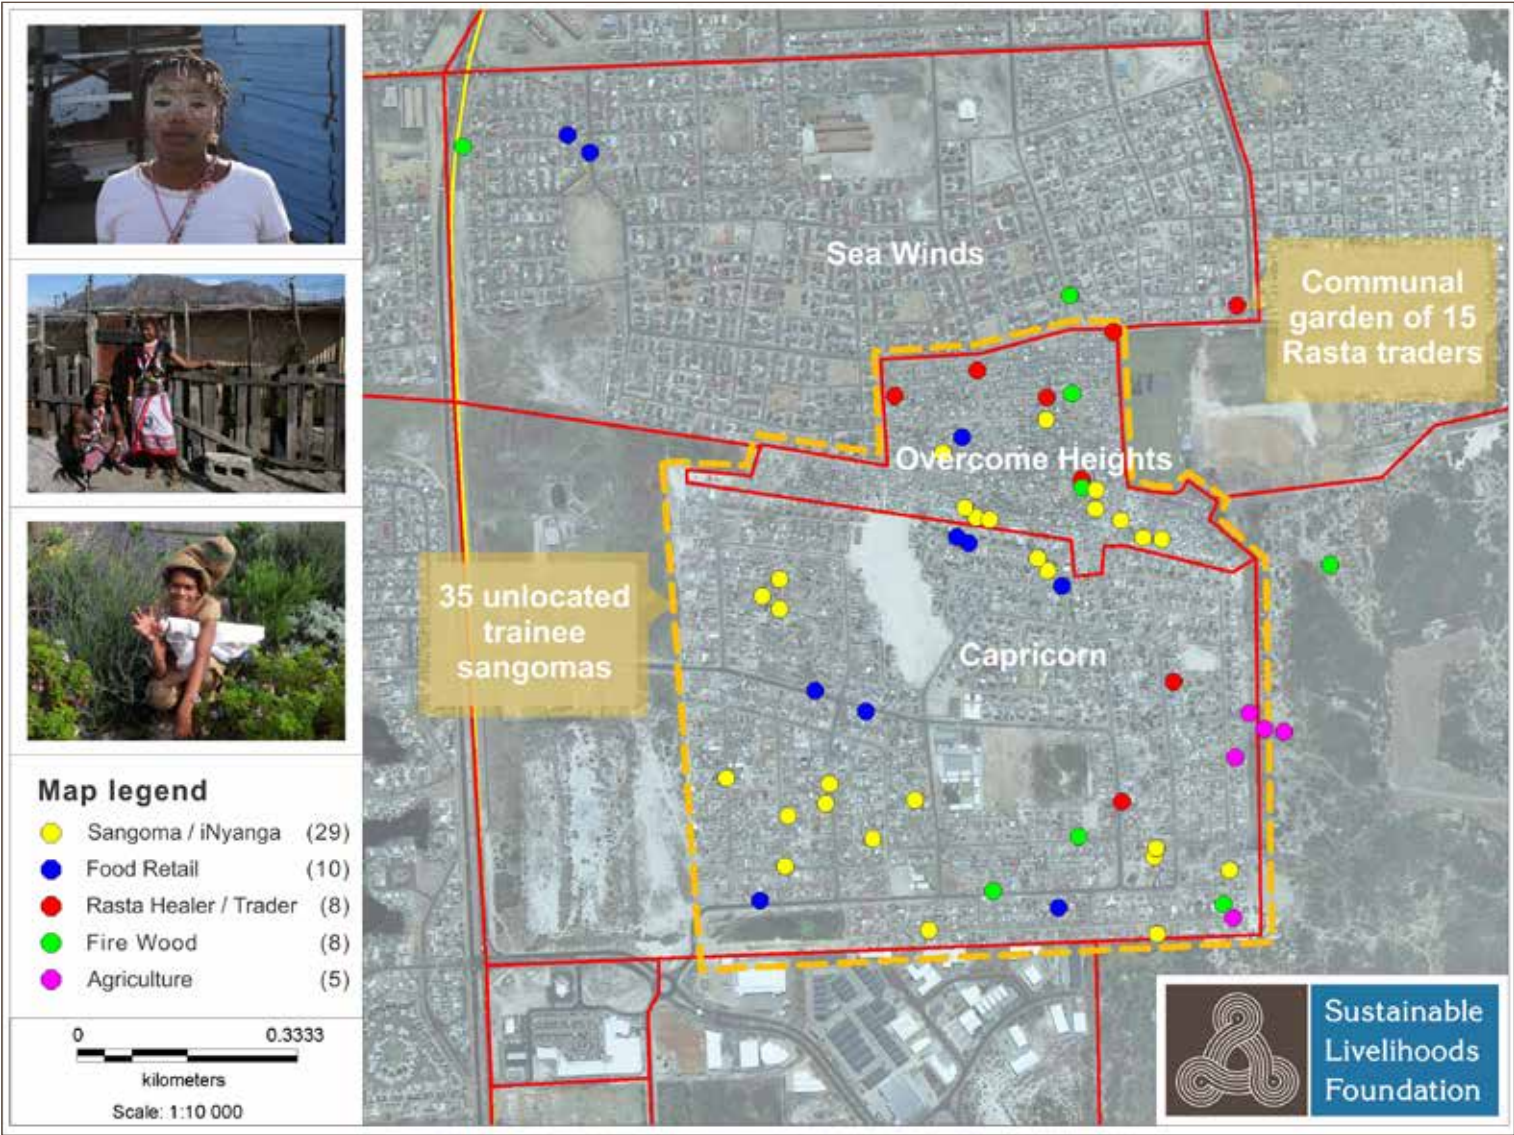 Sea Winds
Communal
garden of 15
Rasta traders
Overcome Heights
35 unlocated
trainee
sangomas
Capricorn
Map legend
Sangoma / iNyanga (29)
Food Retail (10)
Rasta Healer / Trader (8)
Fire Wood (8)
Agriculture (5)
0 0.3333
kilometers
Scale: 1:10 000
Sustainable
Livelihoods
Foundation